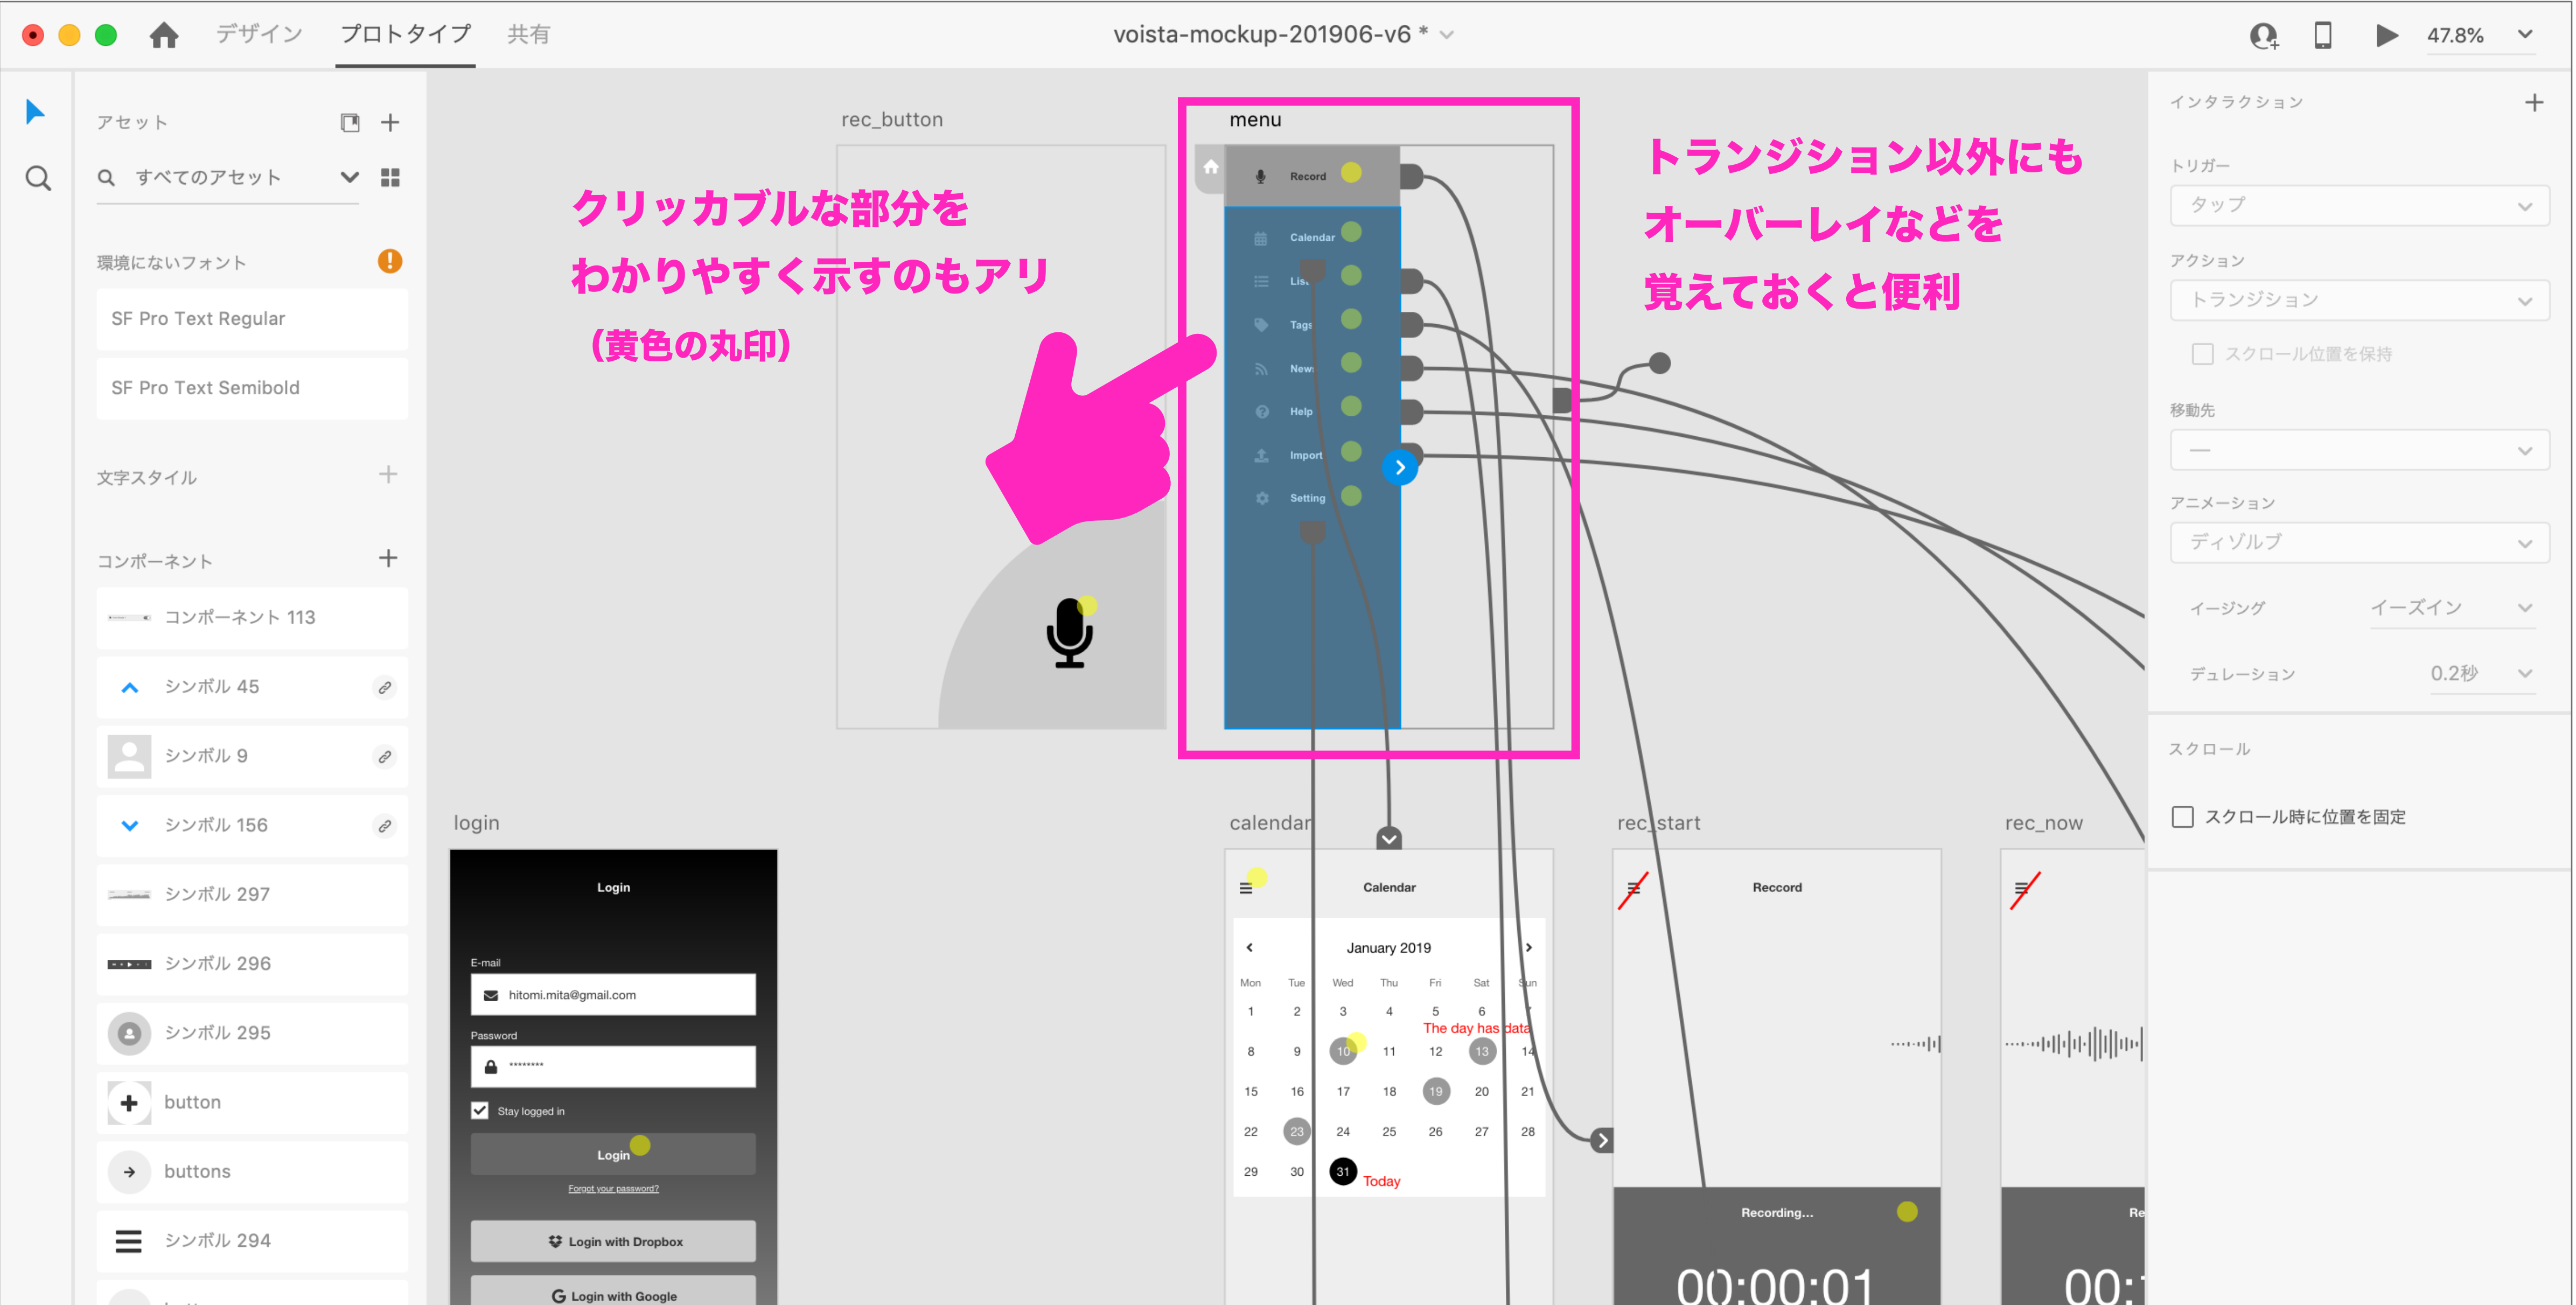 デザイン
プロトタイプ
共有
voista-mockup-201906-v6 *
47.8%
アセット
すべてのアセット
環境にないフォント
SF Pro Text Regular
SF Pro Text Semibold
文字スタイル
コンポーネント
コンポーネント 113
シンボル 45
シンボル 9
シンボル 156
シンボル 297
シンボル 296
シンボル 295
button
buttons
シンボル 294
rec_button
クリッカブルな部分を
わかりやすく示すのもアリ
（黄色の丸印）
menu
Record
Calendar
Tags
News
Help
Import
Setting
トランジション以外にも
オーバーレイなどを
覚えておくと便利
login
Login
E-mail
hitomi.mita@gmail.com
Password
********
Stay logged in
Login
Forgot your password?
Login with Dropbox
G Login with Google
calendar
Calendar
January 2019
Mon Tue Wed Thu Fri Sat Sun
1 2 3 4 5 6
The day has data
8 9 10 11 12 13 14
15 16 17 18 19 20 21
22 23 24 25 26 27 28
29 30 31
Today
rec_start
Reccord
Recording...
00:00:01
rec_now
Re
00:
インタラクション
トリガー
タップ
アクション
トランジション
スクロール位置を保持
移動先
—
アニメーション
ディゾルブ
イージング イーズイン
デュレーション 0.2秒
スクロール
スクロール時に位置を固定